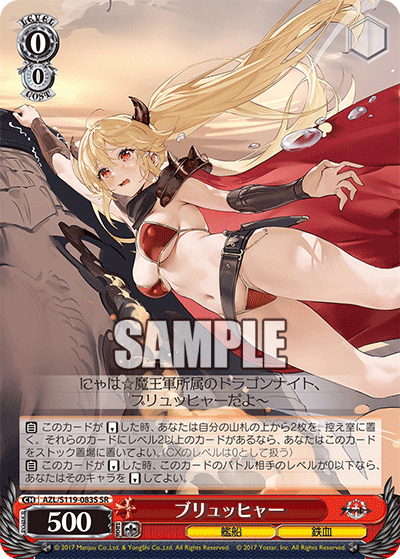 LEVEL
0
0
COST
SAMPLE
にゃは☆魔王軍所属のドラゴンナイト、
ブリュッヒャーだよ～
自 このカードが した時、あなたは自分の山札の上から2枚を、控え室に置
く。それらのカードにレベル2以上のカードがあるなら、あなたはこのカード
をストック置場に置いてよい。(CXのレベルは0として扱う)
自 このカードが した時、このカードのバトル相手のレベルが0以下なら、
あなたはそのキャラを してよい。
CH AZL/S119-083S SR
500
ブリュッヒャー
艦船 鉄血
© 2017 Manjuu Co.,Ltd. & YongShi Co.,Ltd. All Rights Reserved. © 2017 Yostar, Inc. All Rights Reserved.